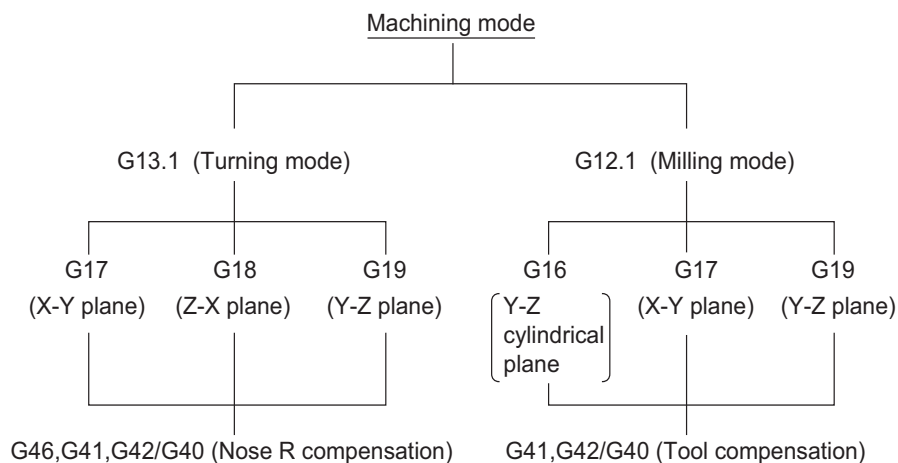 Machining mode
G13.1 (Turning mode)
G12.1 (Milling mode)
G17
(X-Y plane)
G18
(Z-X plane)
G19
(Y-Z plane)
G16
Y-Z
cylindrical
plane
G17
(X-Y plane)
G19
(Y-Z plane)
G46,G41,G42/G40 (Nose R compensation)
G41,G42/G40 (Tool compensation)